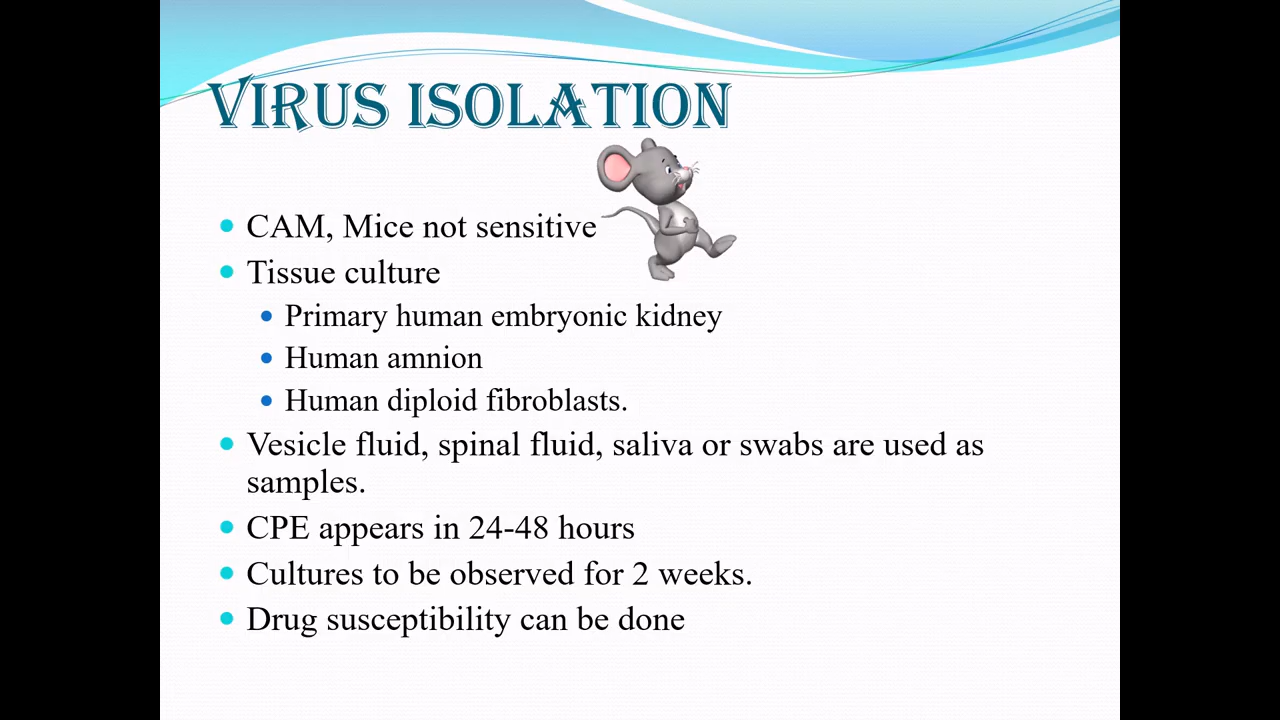 VIRUS ISOLATION
CAM, Mice not sensitive
Tissue culture
Primary human embryonic kidney
Human amnion
Human diploid fibroblasts.
Vesicle fluid, spinal fluid, saliva or swabs are used as
samples.
CPE appears in 24-48 hours
Cultures to be observed for 2 weeks.
Drug susceptibility can be done